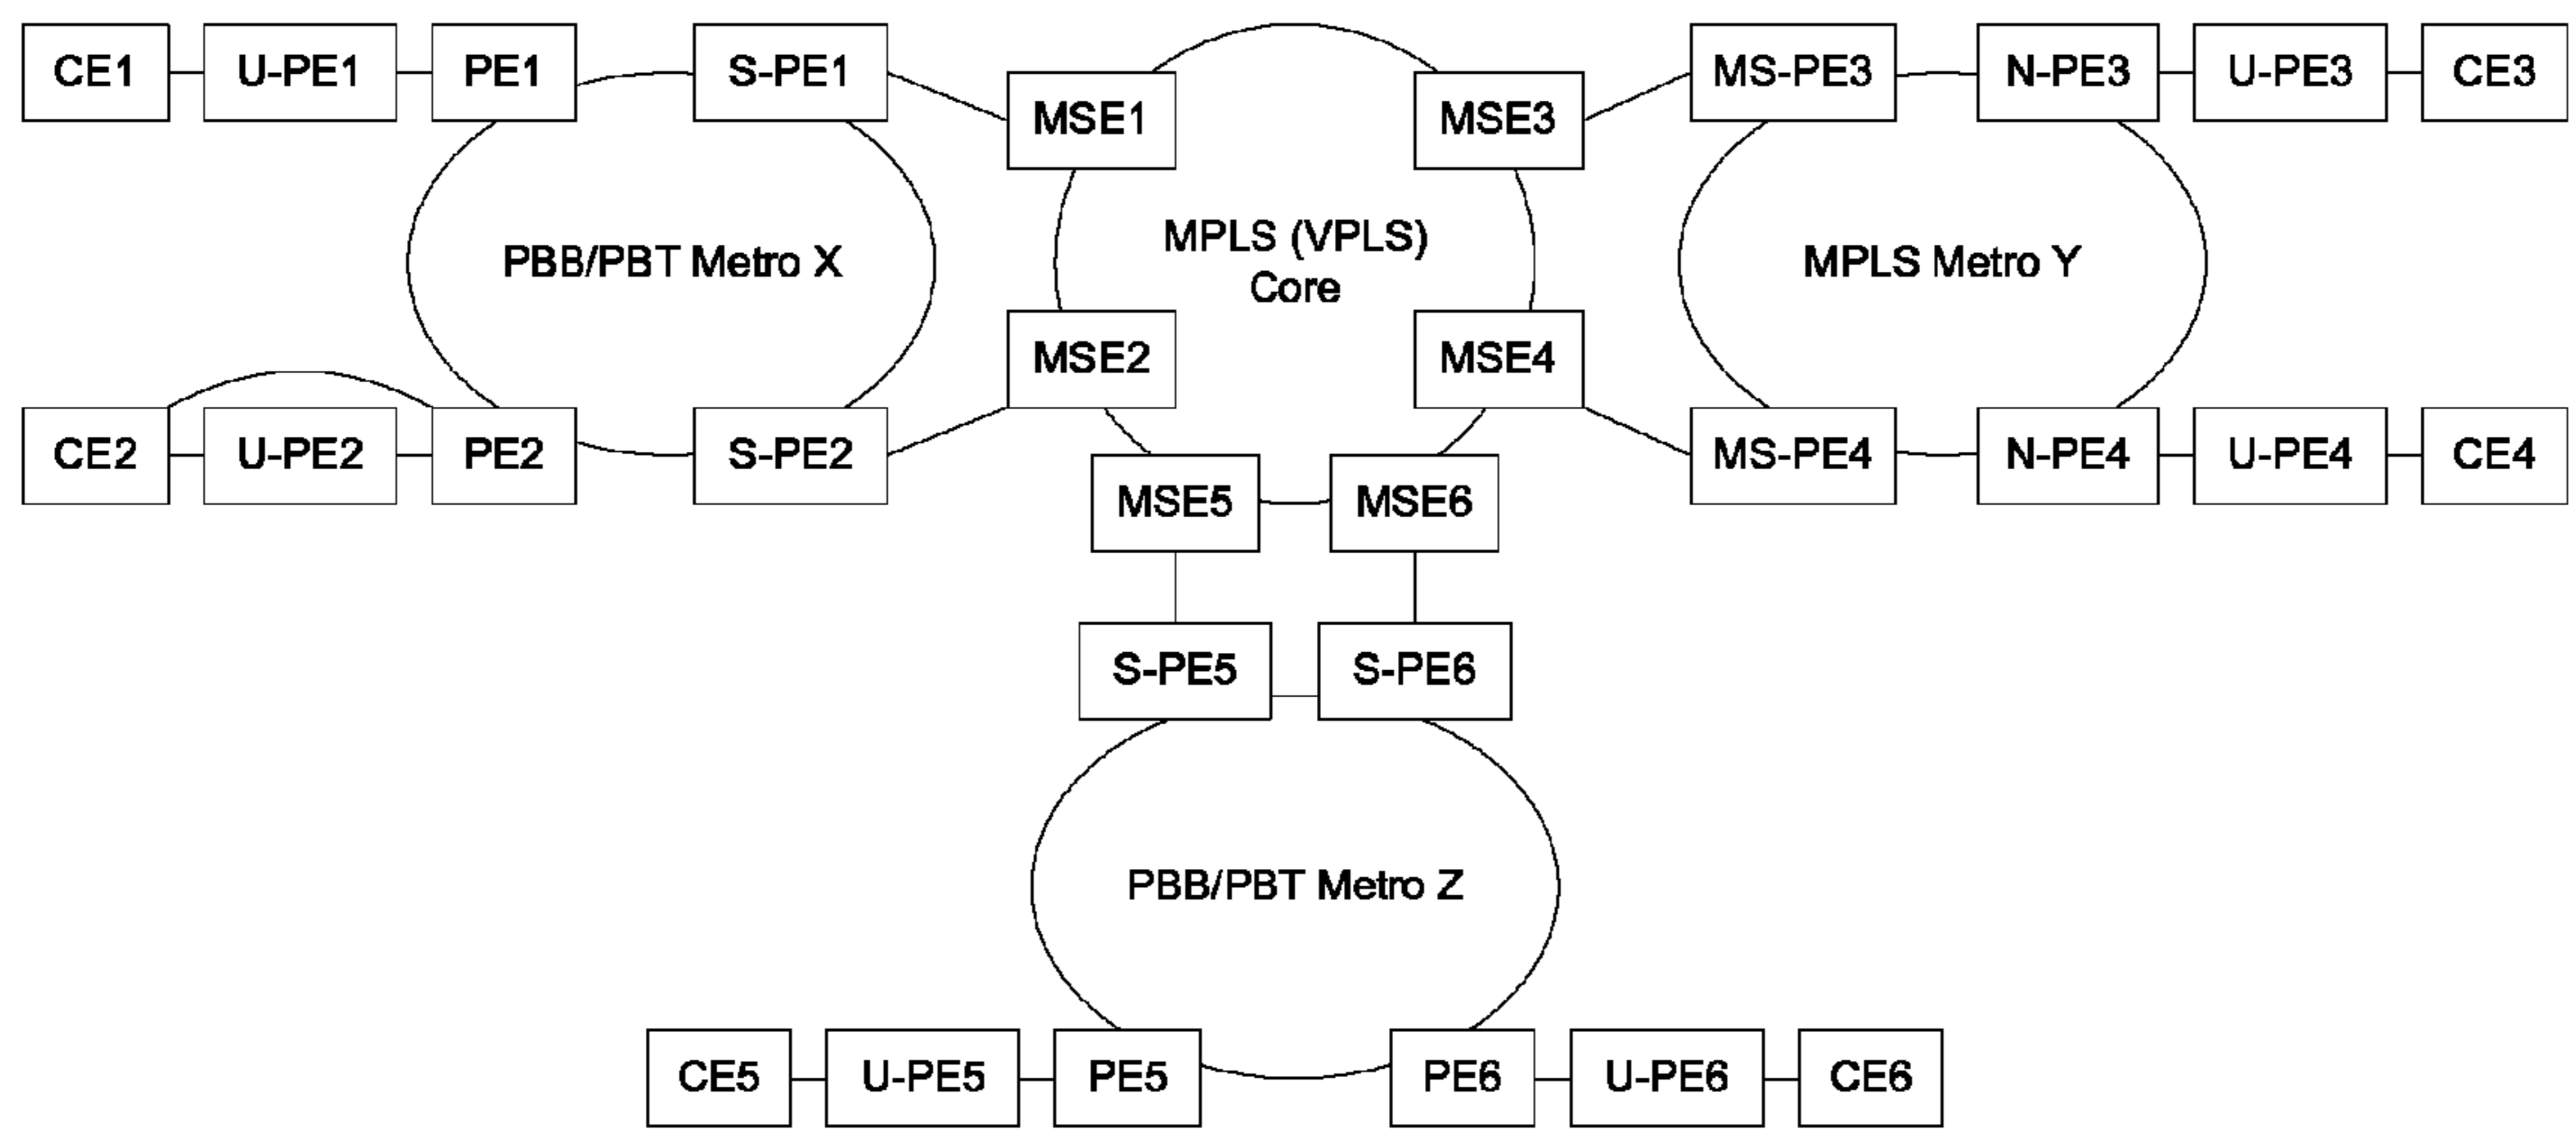 CE1 U-PE1 PE1 S-PE1 MS-PE3 N-PE3 U-PE3 CE3
MSE1 MSE3
MPLS (VPLS)
Core
PBB/PBT Metro X MPLS Metro Y
MSE2 MSE4
CE2 U-PE2 PE2 S-PE2 MS-PE4 N-PE4 U-PE4 CE4
MSE5 MSE6
S-PE5 S-PE6
PBB/PBT Metro Z
CE5 U-PE5 PE5 PE6 U-PE6 CE6